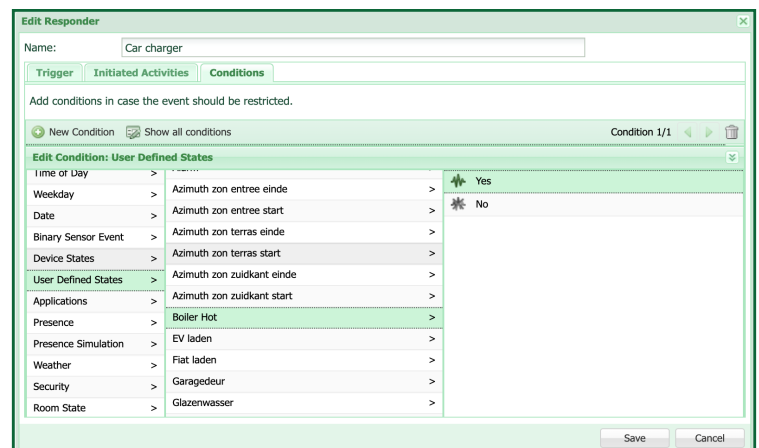 Edit Responder
Name: Car charger
Trigger Initiated Activities Conditions
Add conditions in case the event should be restricted.
New Condition Show all conditions Condition 1/1
Edit Condition: User Defined States
Time of Day >
Weekday >
Date >
Binary Sensor Event >
Device States >
User Defined States >
Applications >
Presence >
Presence Simulation >
Weather >
Security >
Room State >
Azimuth zon entree einde >
Azimuth zon entree start >
Azimuth zon terras einde >
Azimuth zon terras start >
Azimuth zon zuidkant einde >
Azimuth zon zuidkant start >
Boiler Hot >
EV laden >
Fiat laden >
Garagedeur >
Glazenwasser >
Yes
No
Save Cancel